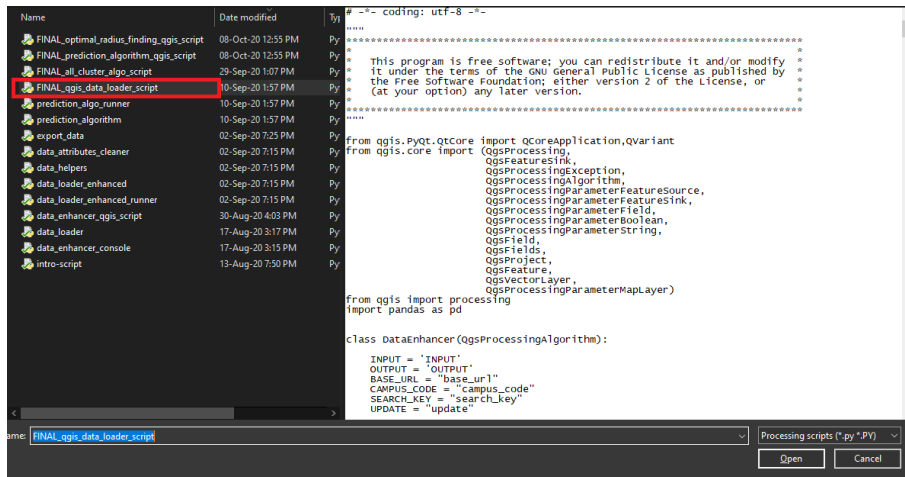 Name Date modified Typ
FINAL_optimal_radius_finding_qgis_script 08-Oct-20 12:55 PM Py
FINAL_prediction_algorithm_qgis_script 08-Oct-20 12:55 PM Py
FINAL_all_cluster_algo_script 29-Sep-20 1:07 PM Py
FINAL_qgis_data_loader_script 10-Sep-20 1:57 PM Py
prediction_algo_runner 10-Sep-20 1:57 PM Py
prediction_algorithm 10-Sep-20 1:57 PM Py
export_data 02-Sep-20 7:25 PM Py
data_attributes_cleaner 02-Sep-20 7:15 PM Py
data_helpers 02-Sep-20 7:15 PM Py
data_loader_enhanced 02-Sep-20 7:15 PM Py
data_loader_enhanced_runner 02-Sep-20 7:15 PM Py
data_enhancer_qgis_script 30-Aug-20 4:03 PM Py
data_loader 17-Aug-20 3:17 PM Py
data_enhancer_console 17-Aug-20 3:15 PM Py
intro-script 13-Aug-20 7:50 PM Py
# -*- coding: utf-8 -*-
"""
***************************************************************************
* *
* This program is free software; you can redistribute it and/or modify *
* it under the terms of the GNU General Public License as published by *
* the Free Software Foundation; either version 2 of the License, or *
* (at your option) any later version. *
* *
***************************************************************************
"""
from qgis.PyQt.QtCore import QCoreApplication,QVariant
from qgis.core import (QgsProcessing,
QgsFeatureSink,
QgsProcessingException,
QgsProcessingAlgorithm,
QgsProcessingParameterFeatureSource,
QgsProcessingParameterFeatureSink,
QgsProcessingParameterField,
QgsProcessingParameterBoolean,
QgsProcessingParameterString,
QgsField,
QgsFields,
QgsProject,
QgsFeature,
QgsVectorLayer,
QgsProcessingParameterMapLayer)
from qgis import processing
import pandas as pd
class DataEnhancer(QgsProcessingAlgorithm):
INPUT = 'INPUT'
OUTPUT = 'OUTPUT'
BASE_URL = "base_url"
CAMPUS_CODE = "campus_code"
SEARCH_KEY = "search_key"
UPDATE = "update"
ame: FINAL_qgis_data_loader_script Processing scripts (*.py *.PY)
Open Cancel